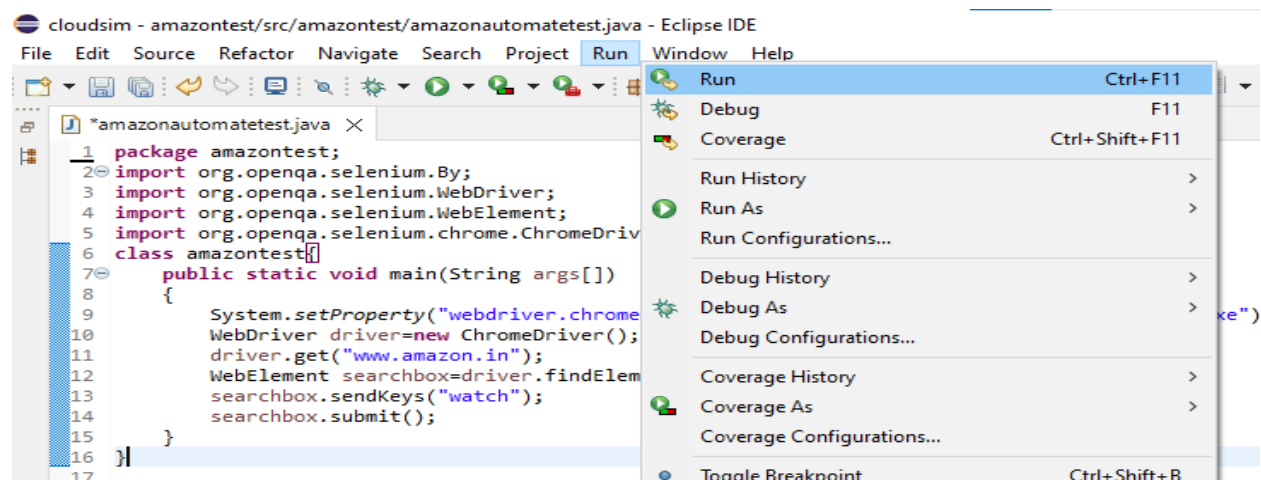 cloudsim - amazontest/src/amazontest/amazonautomatetest.java - Eclipse IDE
File Edit Source Refactor Navigate Search Project Run Window Help
*amazonautomatetest.java
1 package amazontest;
2 import org.openqa.selenium.By;
3 import org.openqa.selenium.WebDriver;
4 import org.openqa.selenium.WebElement;
5 import org.openqa.selenium.chrome.ChromeDriv
6 class amazontest{
7 public static void main(String args[])
8 {
9 System.setProperty("webdriver.chrome xe")
10 WebDriver driver=new ChromeDriver();
11 driver.get("www.amazon.in");
12 WebElement searchbox=driver.findElem
13 searchbox.sendKeys("watch");
14 searchbox.submit();
15 }
16 }
17
Run Ctrl+F11
Debug F11
Coverage Ctrl+Shift+F11
Run History
Run As
Run Configurations...
Debug History
Debug As
Debug Configurations...
Coverage History
Coverage As
Coverage Configurations...
Toggle Breakpoint Ctrl+Shift+B